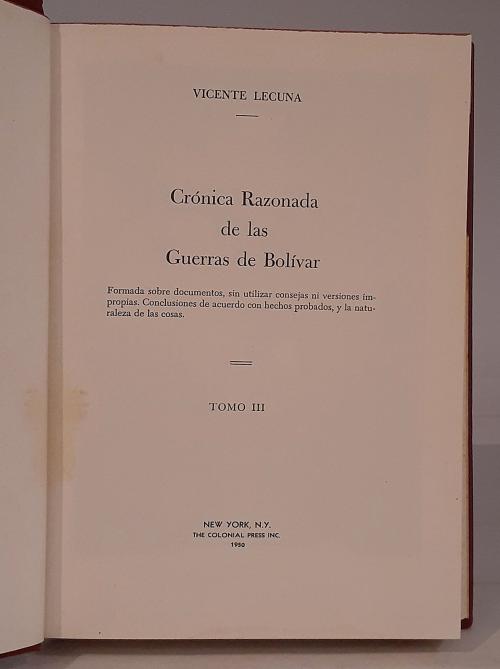 VICENTE LECUNA
Crónica Razonada
de las
Guerras de Bolívar
Formada sobre documentos, sin utilizar consejas ni versiones im-
propias. Conclusiones de acuerdo con hechos probados, y la natu-
raleza de las cosas.
TOMO III
NEW YORK, N.Y.
THE COLONIAL PRESS INC.
1950